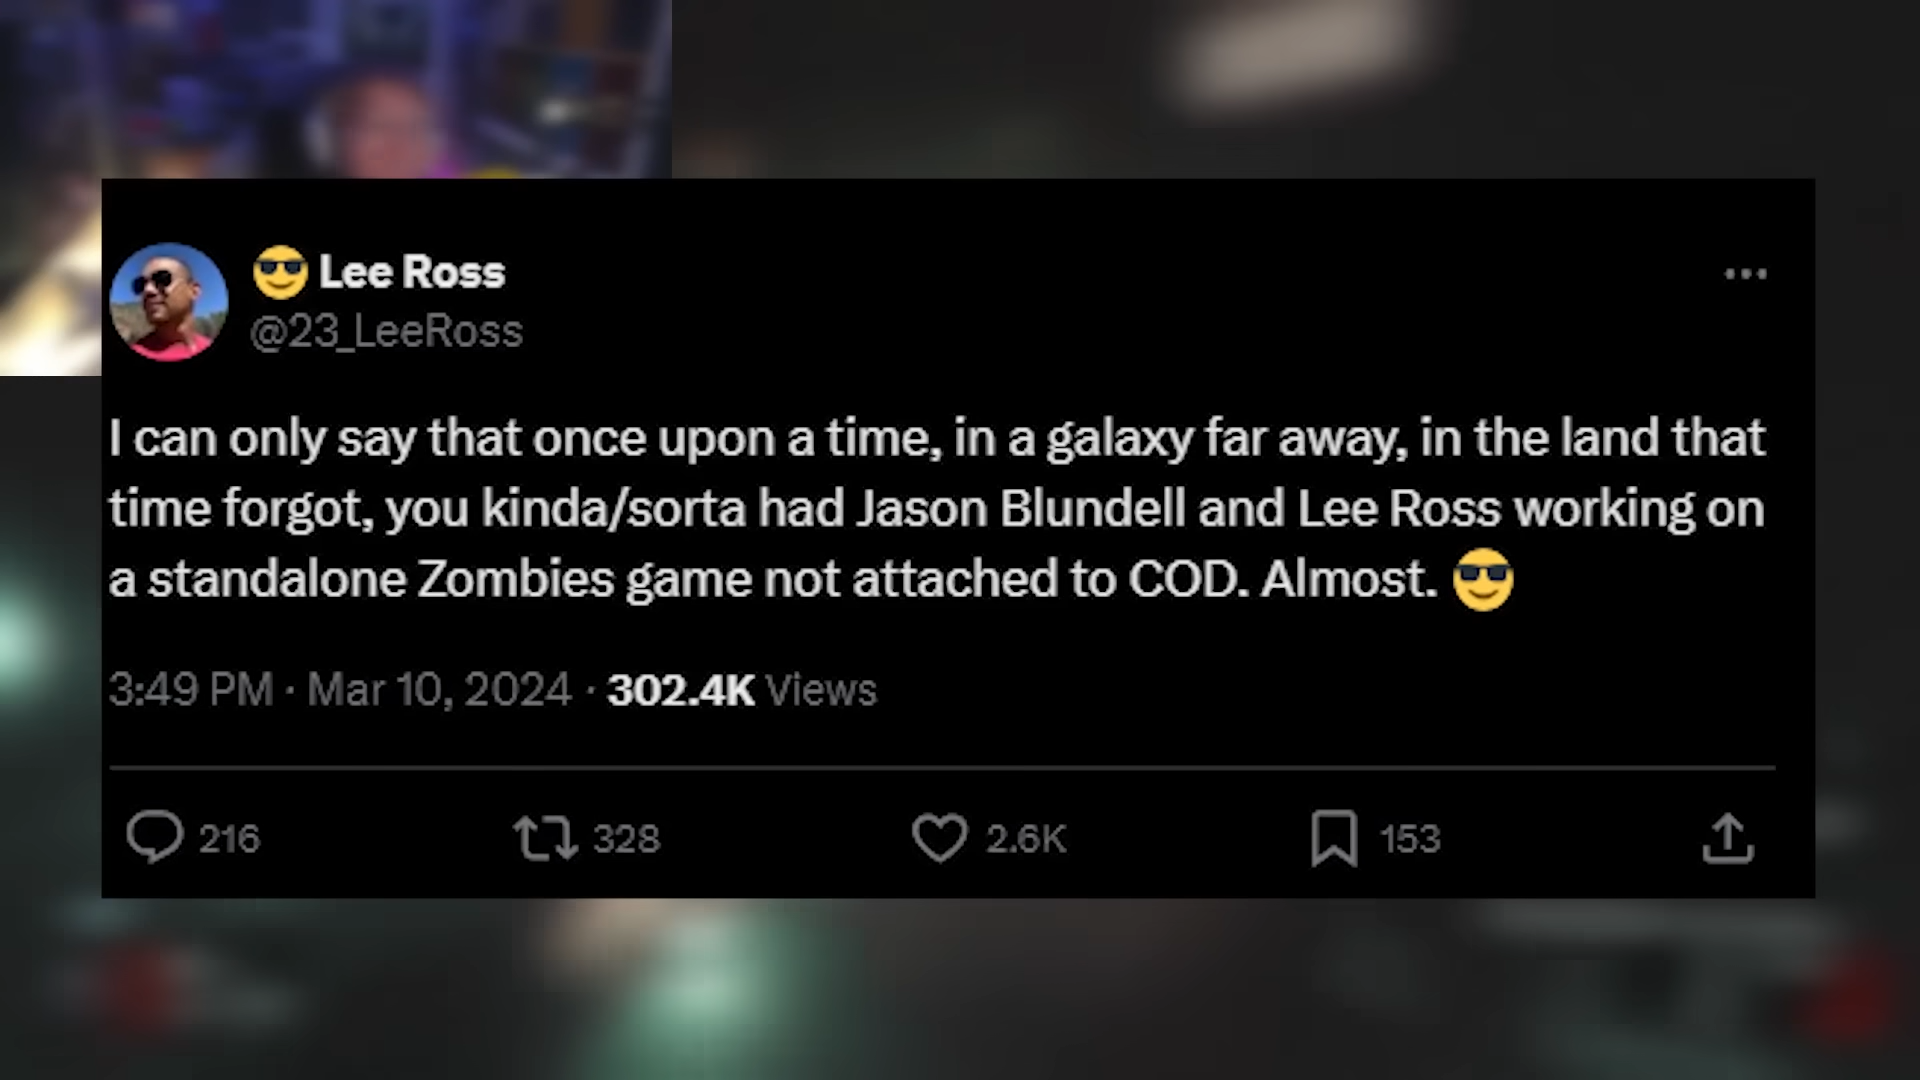 😎 Lee Ross
@23_LeeRoss
I can only say that once upon a time, in a galaxy far away, in the land that
time forgot, you kinda/sorta had Jason Blundell and Lee Ross working on
a standalone Zombies game not attached to COD. Almost. 😎
3:49 PM · Mar 10, 2024 · 302.4K Views
216 328 2.6K 153